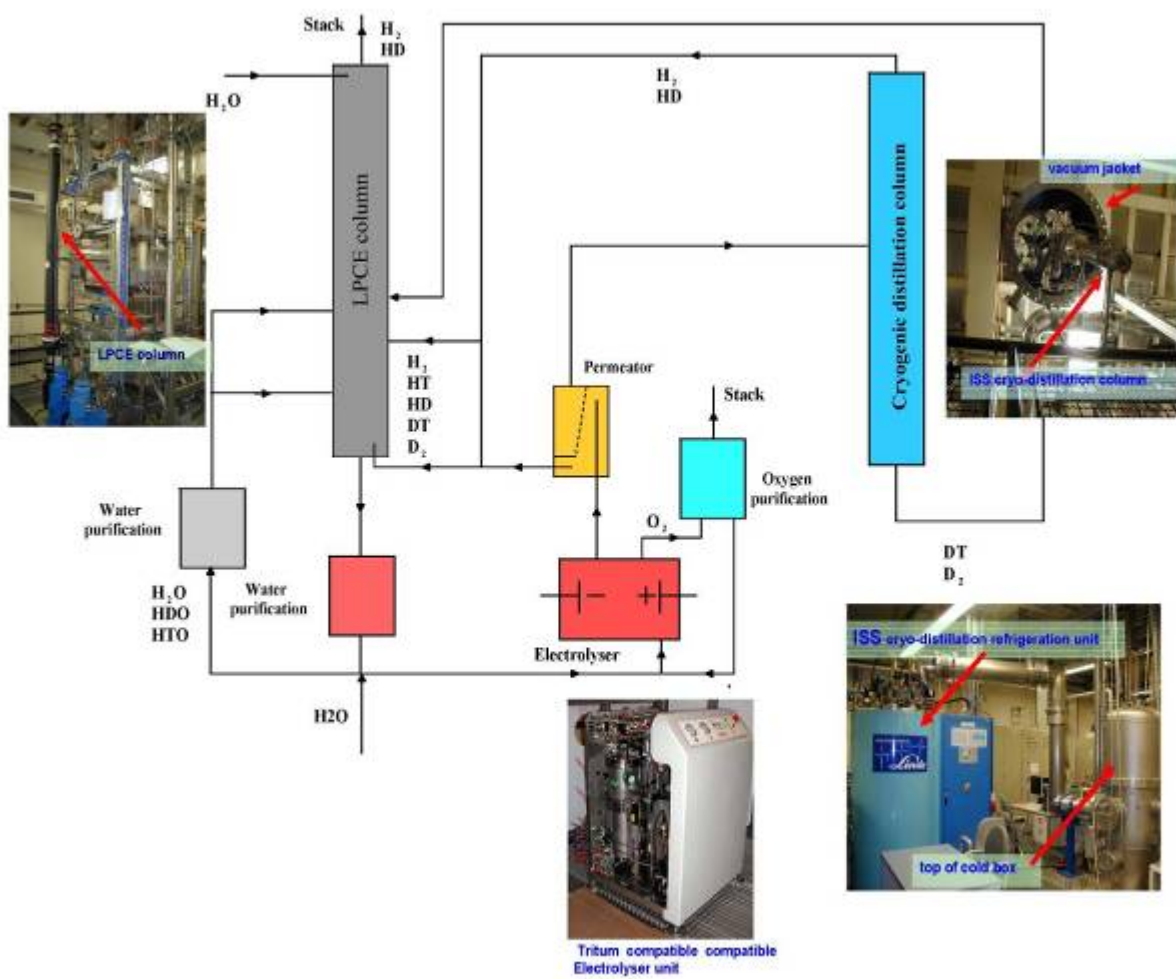 Stack
H₂
HD
H₂O
LPCE column
H₂
HD
Cryogenic distillation column
vacuum jacket
ISS cryo-distillation column
LPCE column
H₂
HT
HD
DT
D₂
Permeator
Stack
Oxygen
purification
O₂
Water
purification
H₂O
HDO
HTO
Water
purification
− +
Electrolyser
H2O
DT
D₂
ISS cryo-distillation refrigeration unit
Linde
top of cold box
Tritum compatible compatible
Electrolyser unit